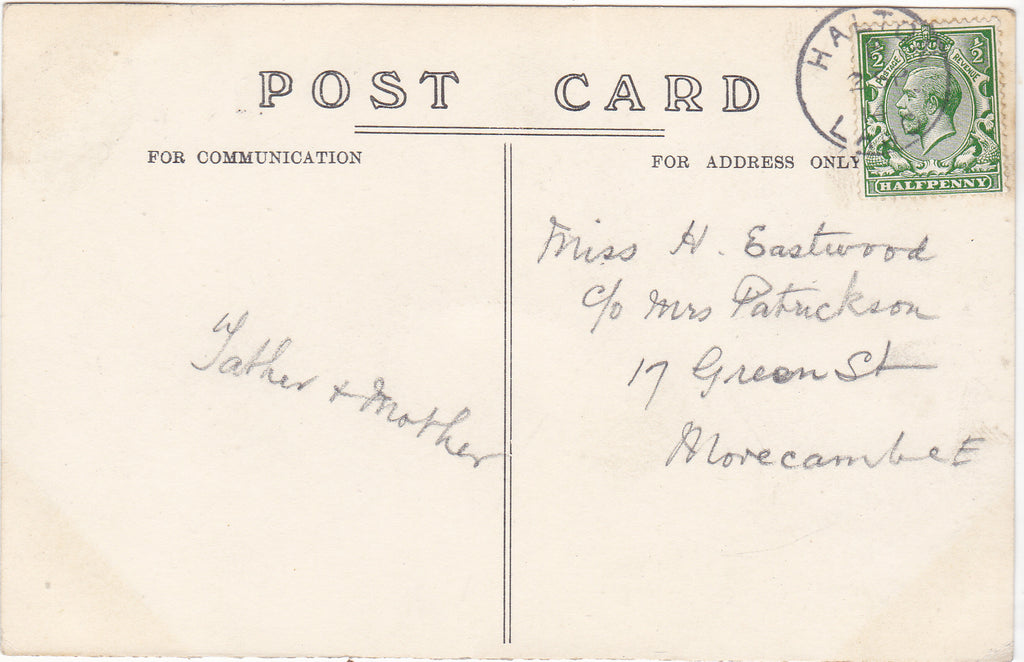 POST CARD
FOR COMMUNICATION
FOR ADDRESS ONLY
HALTO
L
½ ½
POSTAGE REVENUE
HALFPENNY
Father + Mother
Miss H. Eastwood
c/o Mrs Patrickson
17 Green St
Morecambe E